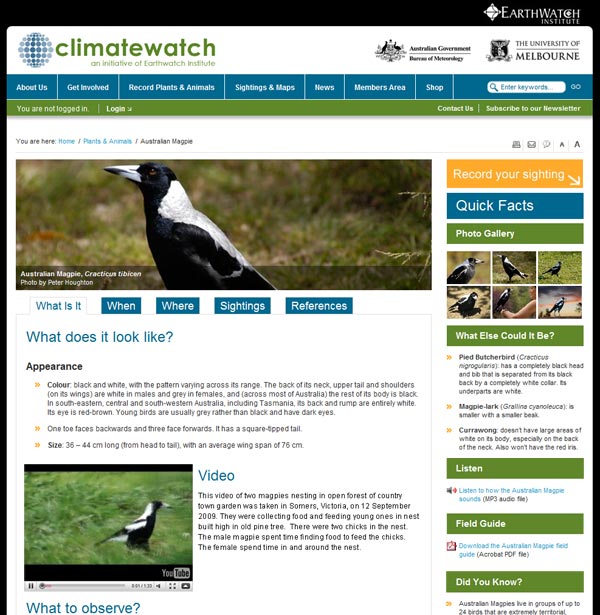 EARTHWATCH
INSTITUTE
climatewatch
an initiative of Earthwatch Institute
Australian Government
Bureau of Meteorology
THE UNIVERSITY OF
MELBOURNE
About Us
Get Involved
Record Plants & Animals
Sightings & Maps
News
Members Area
Shop
Enter keywords...
GO
You are not logged in.
Login
Contact Us
Subscribe to our Newsletter
You are here: Home / Plants & Animals / Australian Magpie
A A
Australian Magpie, Cracticus tibicen
Photo by Peter Houghton
What Is It
When
Where
Sightings
References
What does it look like?
Appearance
Colour: black and white, with the pattern varying across its range. The back of its neck, upper tail and shoulders
(on its wings) are white in males and grey in females, and (across most of Australia) the rest of its body is black.
In south-eastern, central and south-western Australia, including Tasmania, its back and rump are entirely white.
Its eye is red-brown. Young birds are usually grey rather than black and have dark eyes.
One toe faces backwards and three face forwards. It has a square-tipped tail.
Size: 36 – 44 cm long (from head to tail), with an average wing span of 76 cm.
YouTube
0:01 / 1:33
Video
This video of two magpies nesting in open forest of country
town garden was taken in Somers, Victoria, on 12 September
2009. They were collecting food and feeding young ones in nest
built high in old pine tree. There were two chicks in the nest.
The male magpie spent time finding food to feed the chicks.
The female spend time in and around the nest.
What to observe?
Record your sighting
Quick Facts
Photo Gallery
What Else Could It Be?
Pied Butcherbird (Cracticus
nigrogularis): has a completely black head
and bib that is separated from its black
back by a completely white collar. Its
underparts are white.
Magpie-lark (Grallina cyanoleuca): is
smaller with a smaller beak.
Currawong: doesn't have large areas of
white on its body, especially on the back
of the neck. Also won't have the red iris.
Listen
Listen to how the Australian Magpie
sounds (MP3 audio file)
Field Guide
Download the Australian Magpie field
guide (Acrobat PDF file)
Did You Know?
Australian Magpies live in groups of up to
24 birds that are extremely territorial,